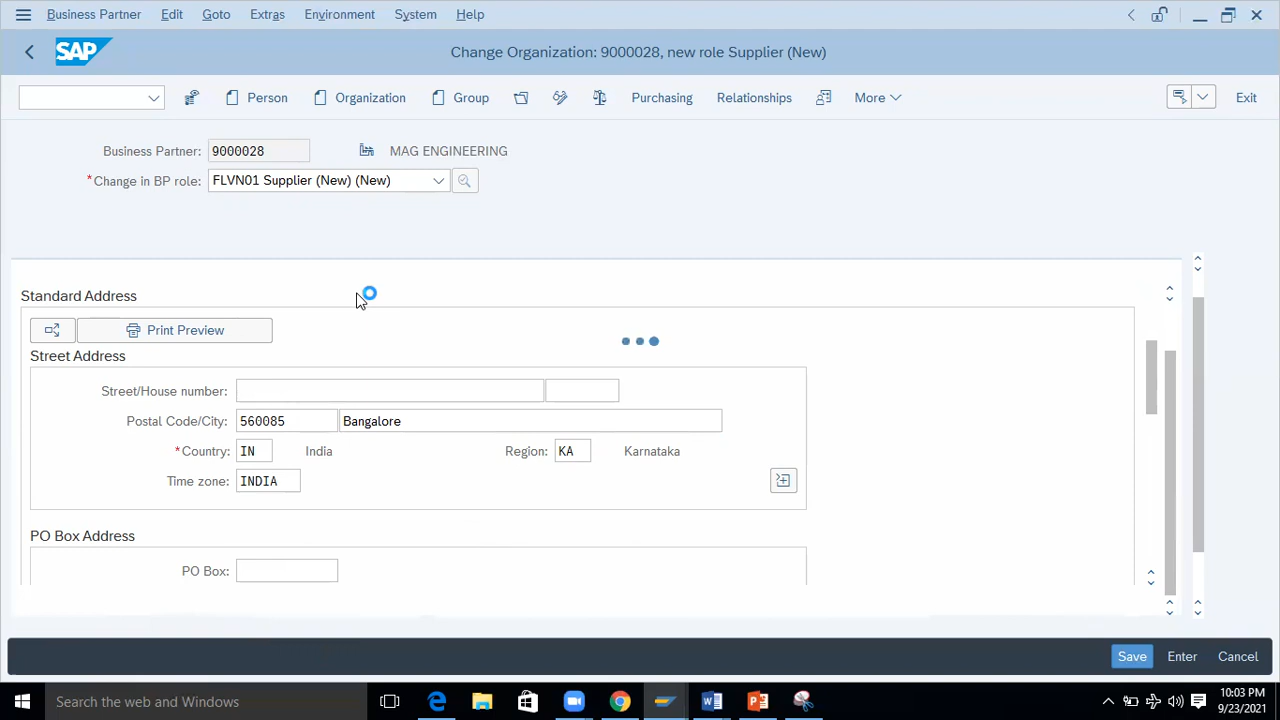 Business Partner Edit Goto Extras Environment System Help
SAP Change Organization: 9000028, new role Supplier (New)
Person Organization Group Purchasing Relationships More Exit
Business Partner: 9000028 MAG ENGINEERING
*Change in BP role: FLVN01 Supplier (New) (New)
Standard Address
Print Preview
Street Address
Street/House number:
Postal Code/City: 560085 Bangalore
*Country: IN India Region: KA Karnataka
Time zone: INDIA
PO Box Address
PO Box:
Save Enter Cancel
Search the web and Windows
10:03 PM
9/23/2021